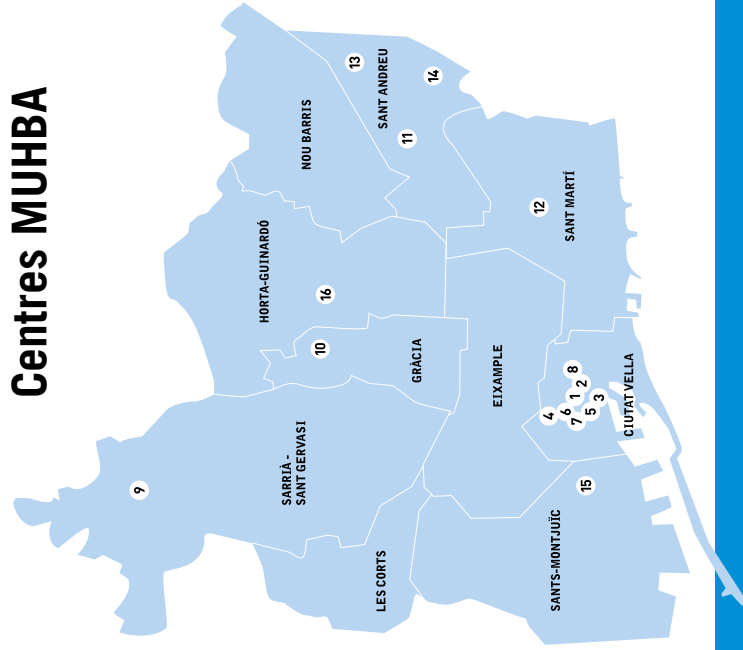 Centres MUHBA
9
SARRIÀ -
SANT GERVASI
LES CORTS
HORTA-GUINARDÓ
16
10
GRÀCIA
NOU BARRIS
13
SANT ANDREU
14
11
12
SANT MARTÍ
EIXAMPLE
4
6
7
1
2
8
5
3
CIUTAT VELLA
15
SANTS-MONTJUÏC